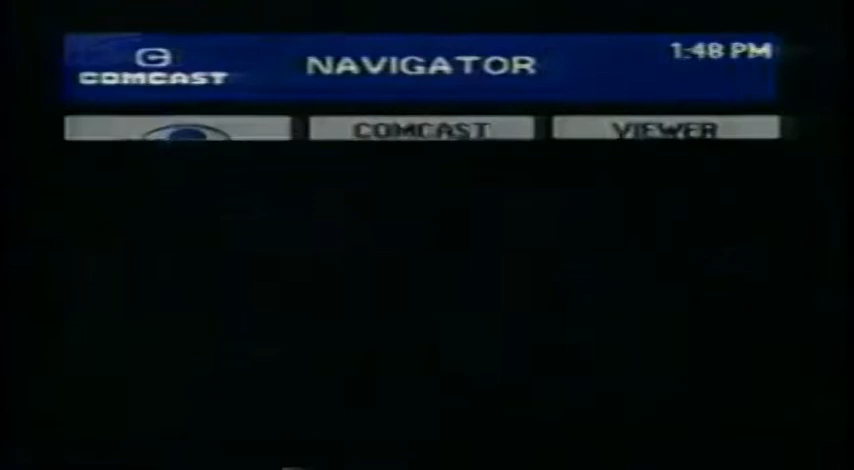 C
COMCAST
NAVIGATOR
1:48 PM
COMCAST
VIEWER